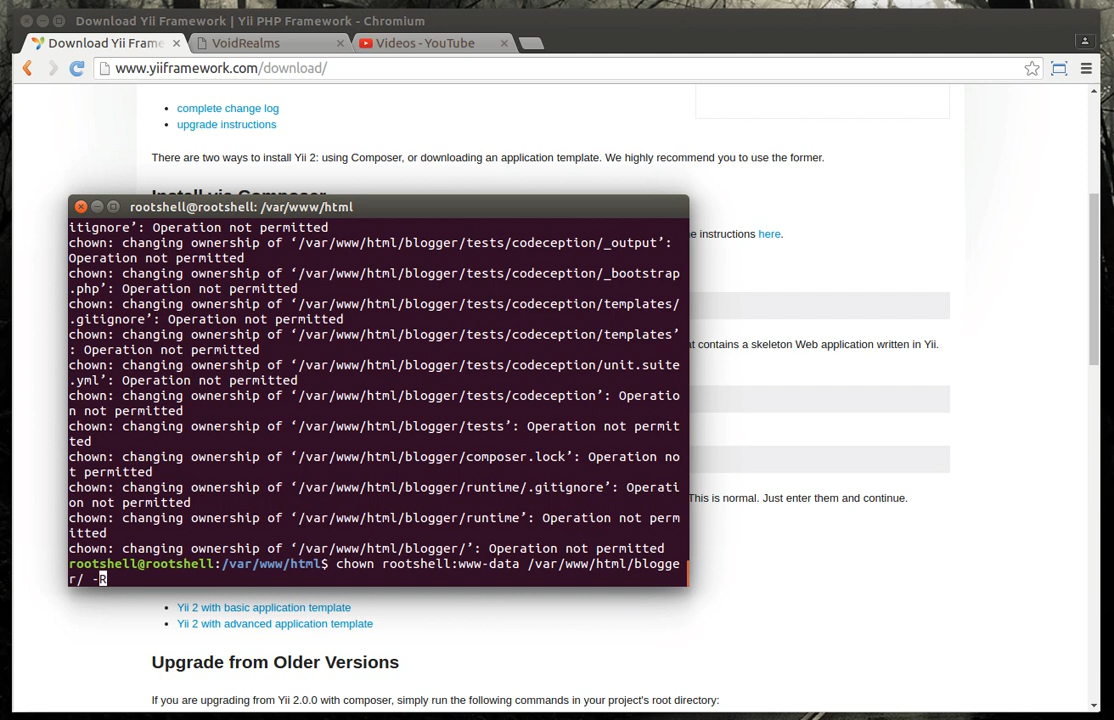 Download Yii Framework | Yii PHP Framework - Chromium
Download Yii Frame
VoidRealms
Videos - YouTube
www.yiiframework.com/download/
complete change log
upgrade instructions
There are two ways to install Yii 2: using Composer, or downloading an application template. We highly recommend you to use the former.
Install via Composer
rootshell@rootshell: /var/www/html
e instructions here.
itignore’: Operation not permitted
chown: changing ownership of ‘/var/www/html/blogger/tests/codeception/_output’:
Operation not permitted
chown: changing ownership of ‘/var/www/html/blogger/tests/codeception/_bootstrap
.php’: Operation not permitted
chown: changing ownership of ‘/var/www/html/blogger/tests/codeception/templates/
.gitignore’: Operation not permitted
chown: changing ownership of ‘/var/www/html/blogger/tests/codeception/templates’
: Operation not permitted
at contains a skeleton Web application written in Yii.
chown: changing ownership of ‘/var/www/html/blogger/tests/codeception/unit.suite
.yml’: Operation not permitted
chown: changing ownership of ‘/var/www/html/blogger/tests/codeception’: Operatio
n not permitted
chown: changing ownership of ‘/var/www/html/blogger/tests’: Operation not permit
ted
chown: changing ownership of ‘/var/www/html/blogger/composer.lock’: Operation no
t permitted
chown: changing ownership of ‘/var/www/html/blogger/runtime/.gitignore’: Operati
on not permitted
This is normal. Just enter them and continue.
chown: changing ownership of ‘/var/www/html/blogger/runtime’: Operation not perm
itted
chown: changing ownership of ‘/var/www/html/blogger/’: Operation not permitted
rootshell@rootshell:/var/www/html$ chown rootshell:www-data /var/www/html/blogge
r/ -R
Yii 2 with basic application template
Yii 2 with advanced application template
Upgrade from Older Versions
If you are upgrading from Yii 2.0.0 with composer, simply run the following commands in your project's root directory: